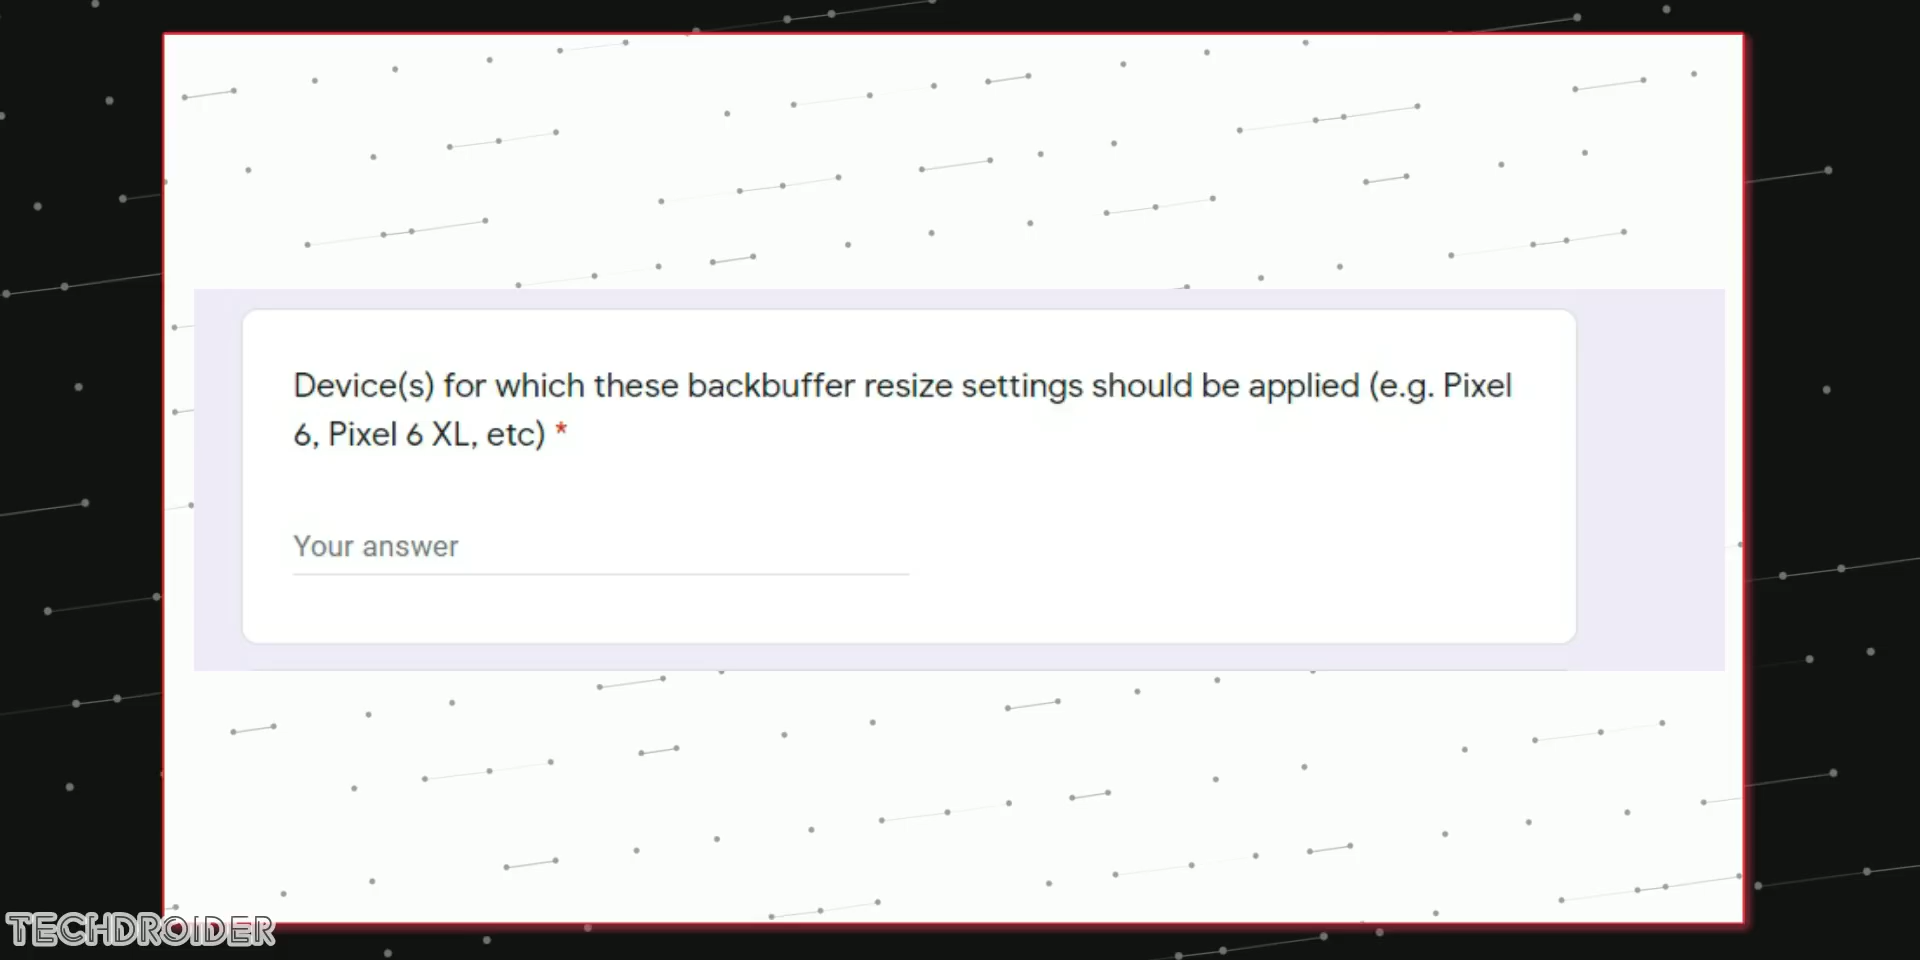 Device(s) for which these backbuffer resize settings should be applied (e.g. Pixel
6, Pixel 6 XL, etc) *
Your answer
TECHDROIDER